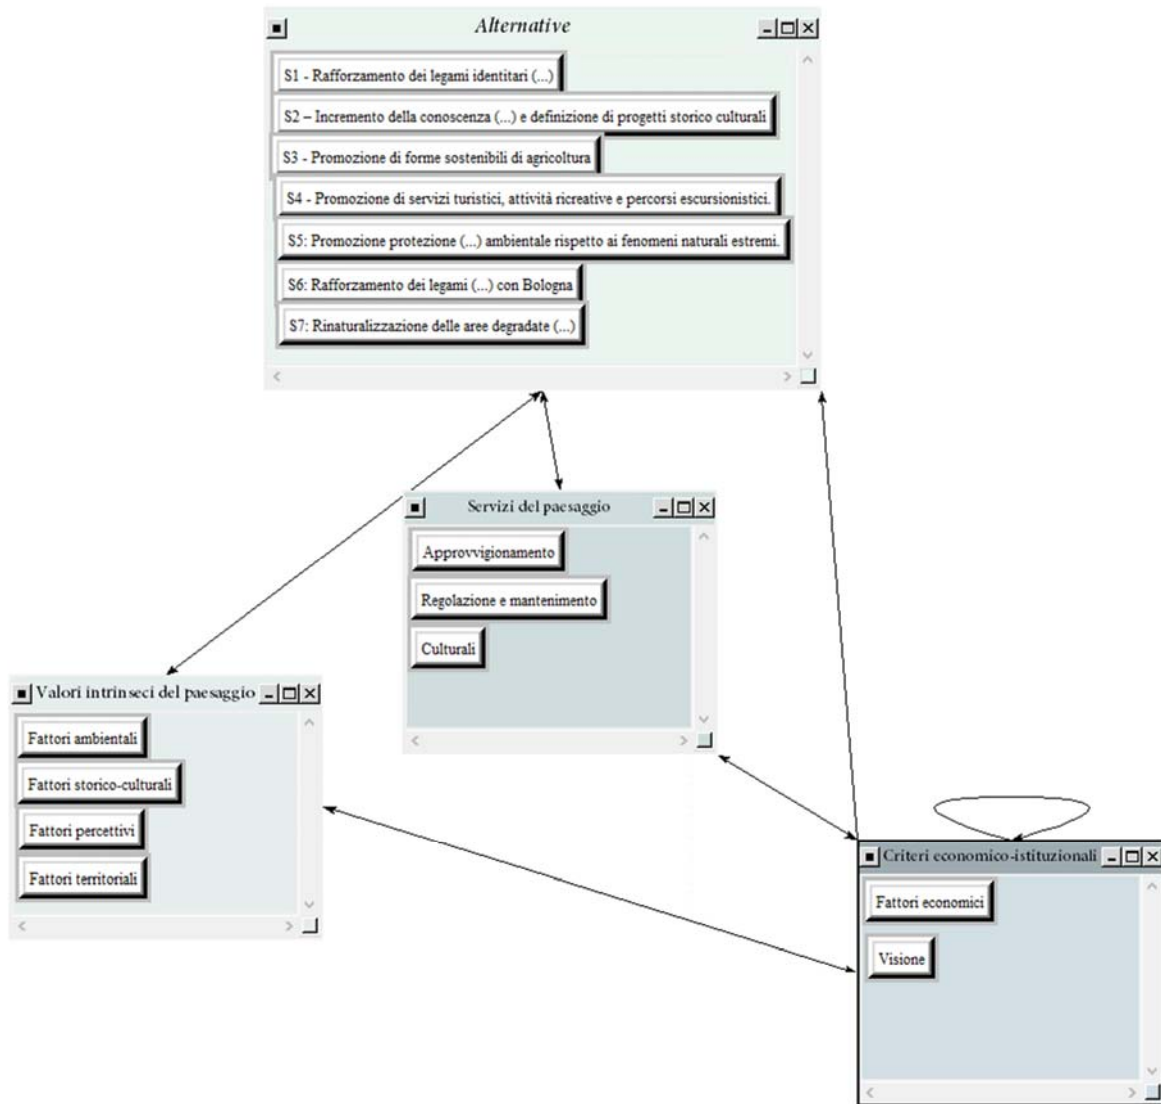 Alternative
S1 - Rafforzamento dei legami identitari (...)
S2 – Incremento della conoscenza (...) e definizione di progetti storico culturali
S3 - Promozione di forme sostenibili di agricoltura
S4 - Promozione di servizi turistici, attività ricreative e percorsi escursionistici.
S5: Promozione protezione (...) ambientale rispetto ai fenomeni naturali estremi.
S6: Rafforzamento dei legami (...) con Bologna
S7: Rinaturalizzazione delle aree degradate (...)
Servizi del paesaggio
Approvvigionamento
Regolazione e mantenimento
Culturali
Valori intrinseci del paesaggio
Fattori ambientali
Fattori storico-culturali
Fattori percettivi
Fattori territoriali
Criteri economico-istituzionali
Fattori economici
Visione